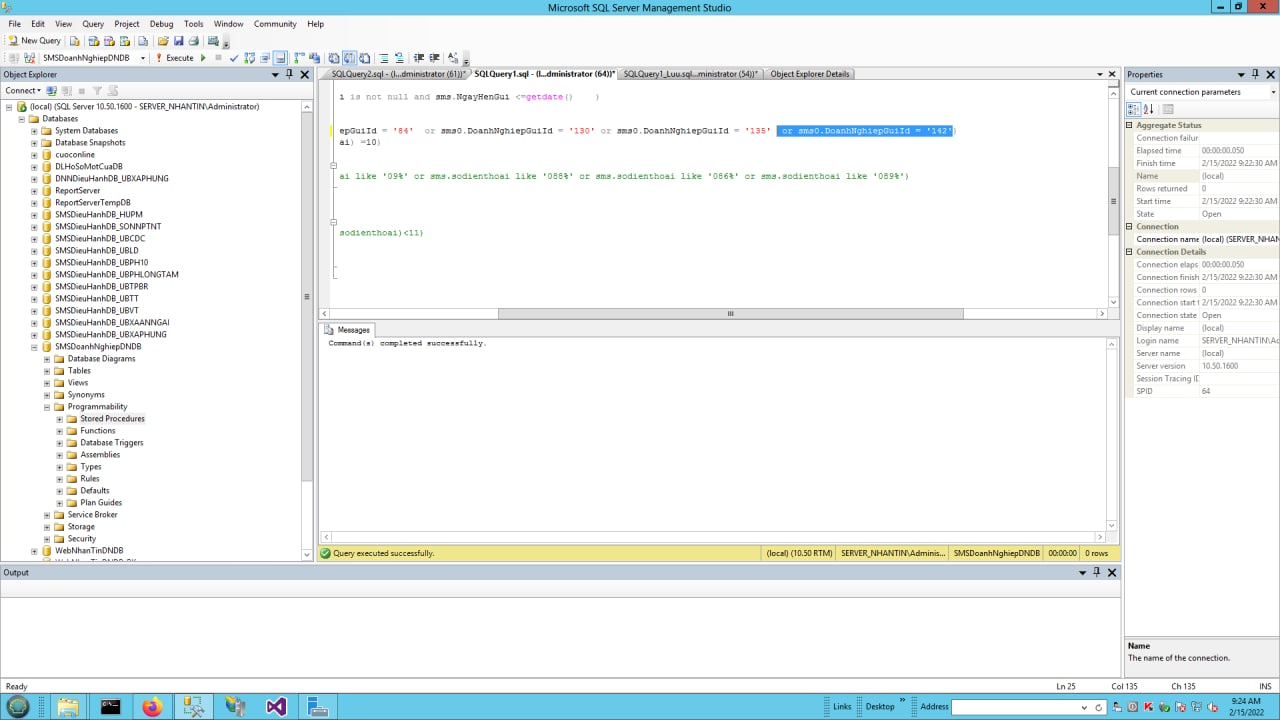 Microsoft SQL Server Management Studio
File Edit View Query Project Debug Tools Window Community Help
New Query
SMSDoanhNghiepDNDB Execute
Object Explorer
Connect
(local) (SQL Server 10.50.1600 - SERVER_NHANTIN\Administrator)
Databases
System Databases
Database Snapshots
cuoconline
DLHoSoMotCuaDB
DNNDieuHanhDB_UBXAPHUNG
ReportServer
ReportServerTempDB
SMSDieuHanhDB_HUPM
SMSDieuHanhDB_SONNPTNT
SMSDieuHanhDB_UBCDC
SMSDieuHanhDB_UBLD
SMSDieuHanhDB_UBPH10
SMSDieuHanhDB_UBPHLONGTAM
SMSDieuHanhDB_UBTPBR
SMSDieuHanhDB_UBTT
SMSDieuHanhDB_UBVT
SMSDieuHanhDB_UBXAANNGAI
SMSDieuHanhDB_UBXAPHUNG
SMSDoanhNghiepDNDB
Database Diagrams
Tables
Views
Synonyms
Programmability
Stored Procedures
Functions
Database Triggers
Assemblies
Types
Rules
Defaults
Plan Guides
Service Broker
Storage
Security
WebNhanTinDNDB
SQLQuery2.sql - (l...dministrator (61))* SQLQuery1.sql - (l...dministrator (64))* SQLQuery1_Luu.sql...ministrator (54))* Object Explorer Details
i is not null and sms.NgayHenGui <=getdate() )
epGuiId = '84' or sms0.DoanhNghiepGuiId = '130' or sms0.DoanhNghiepGuiId = '135' or sms0.DoanhNghiepGuiId = '142')
ai) =10)
ai like '09%' or sms.sodienthoai like '088%' or sms.sodienthoai like '086%' or sms.sodienthoai like '089%')
sodienthoai)<11)
Messages
Command(s) completed successfully.
Query executed successfully. (local) (10.50 RTM) SERVER_NHANTIN\Adminis... SMSDoanhNghiepDNDB 00:00:00 0 rows
Properties
Current connection parameters
Aggregate Status
Connection failur
Elapsed time 00:00:00.050
Finish time 2/15/2022 9:22:30 AM
Name (local)
Rows returned 0
Start time 2/15/2022 9:22:30 AM
State Open
Connection
Connection name (local) (SERVER_NHAN
Connection Details
Connection elaps 00:00:00.050
Connection finish 2/15/2022 9:22:30 AM
Connection rows 0
Connection start t 2/15/2022 9:22:30 AM
Connection state Open
Display name (local)
Login name SERVER_NHANTIN\Ad
Server name (local)
Server version 10.50.1600
Session Tracing ID
SPID 64
Name
The name of the connection.
Output
Ready Ln 25 Col 135 Ch 135 INS
Links Desktop Address
9:24 AM
2/15/2022